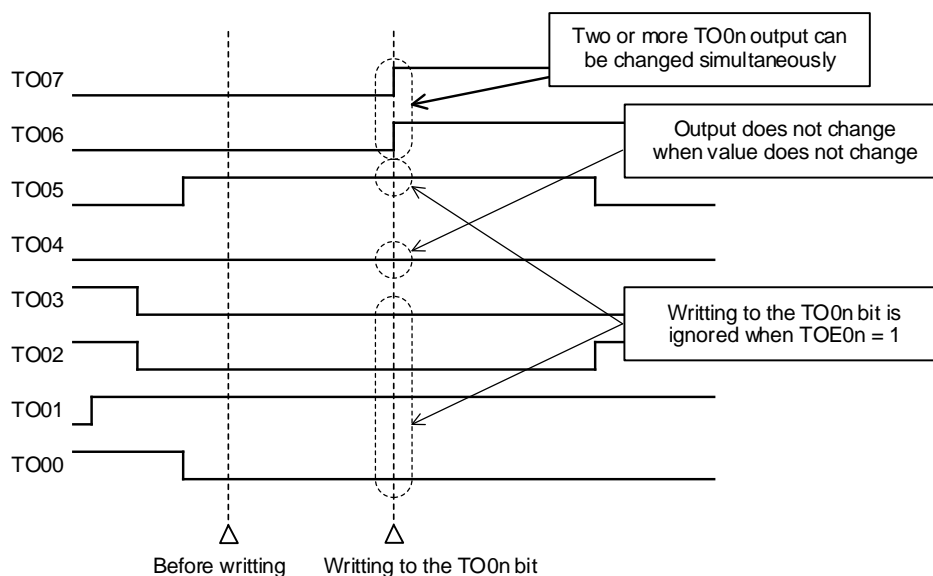 Two or more TO0n output can
be changed simultaneously
TO07
TO06
Output does not change
when value does not change
TO05
TO04
TO03
Writting to the TO0n bit is
ignored when TOE0n = 1
TO02
TO01
TO00
Before writting
Writting to the TO0n bit